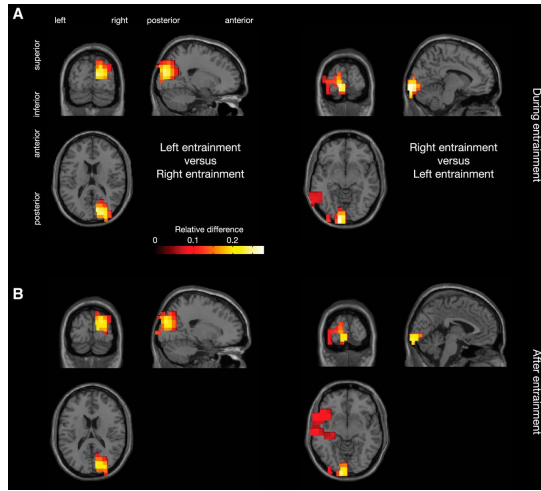 A
left
right
posterior
anterior
superior
inferior
anterior
posterior
Left entrainment
versus
Right entrainment
Right entrainment
versus
Left entrainment
During entrainment
Relative difference
0 0.1 0.2
B
After entrainment